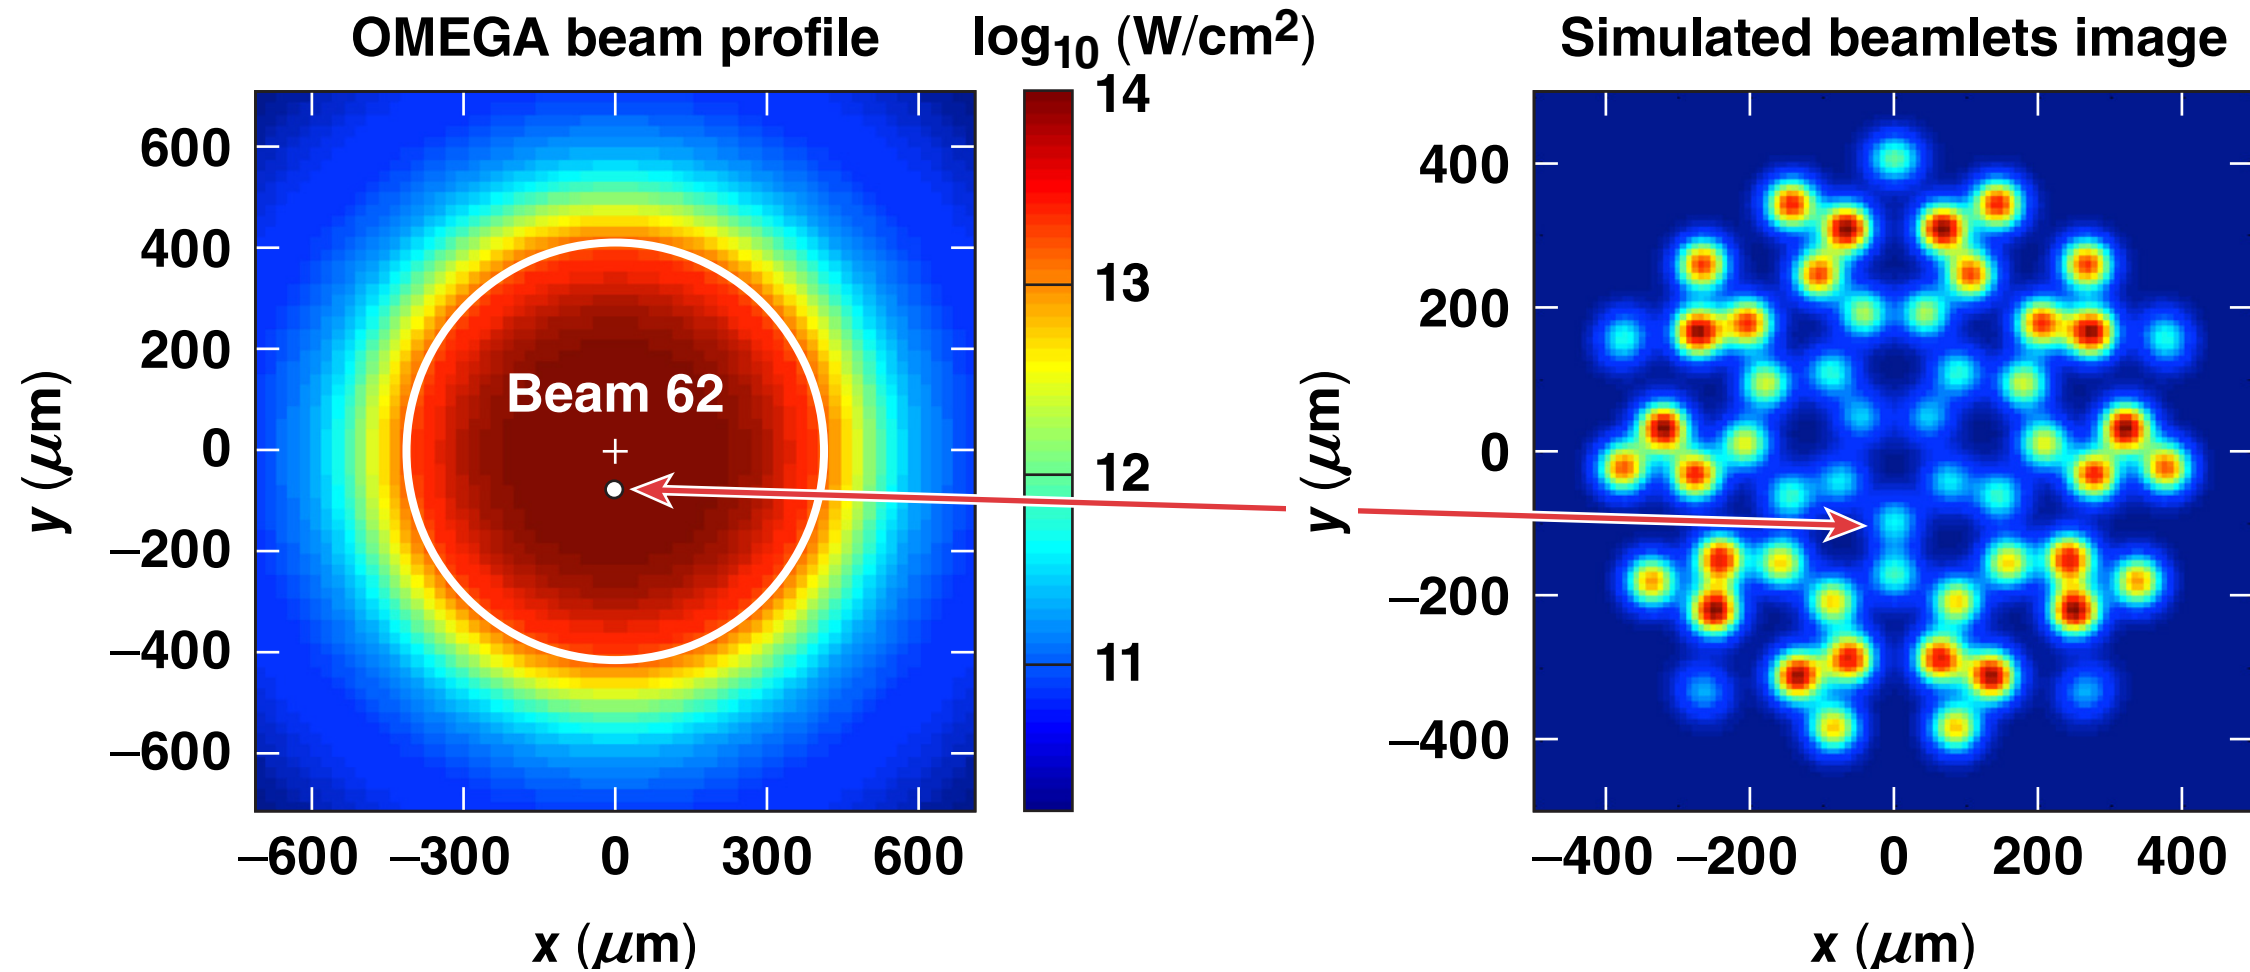 OMEGA beam profile
log10 (W/cm2)
Simulated beamlets image
y (μm)
600
400
200
0
–200
–400
–600
Beam 62
–600 –300 0 300 600
x (μm)
14
13
12
11
y (μm)
400
200
0
–200
–400
–400 –200 0 200 400
x (μm)